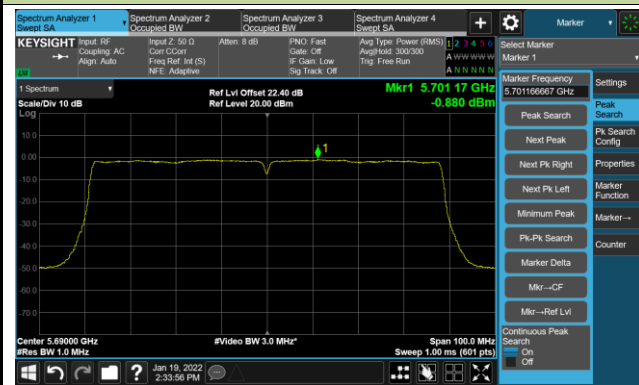 Spectrum Analyzer 1
Swept SA
Spectrum Analyzer 2
Occupied BW
Spectrum Analyzer 3
Occupied BW
Spectrum Analyzer 4
Swept SA
+
Marker
KEYSIGHT
Input: RF
Coupling: AC
Align: Auto
Input Z: 50 Ω
Corr CCorr
Freq Ref: Int (S)
NFE: Adaptive
Atten: 8 dB
PNO: Fast
Gate: Off
IF Gain: Low
Sig Track: Off
Avg Type: Power (RMS)
Avg|Hold: 300/300
Trig: Free Run
1 2 3 4 5 6
A W W W W W
A N N N N N
LW
Select Marker
Marker 1
1 Spectrum
Scale/Div 10 dB
Log
Ref Lvl Offset 22.40 dB
Ref Level 20.00 dBm
Mkr1 5.701 17 GHz
-0.880 dBm
10.0
0.00
-10.0
-20.0
-30.0
-40.0
-50.0
-60.0
-70.0
1
Center 5.69000 GHz
#Res BW 1.0 MHz
#Video BW 3.0 MHz*
Span 100.0 MHz
Sweep 1.00 ms (601 pts)
Marker Frequency
5.701166667 GHz
Peak Search
Next Peak
Next Pk Right
Next Pk Left
Minimum Peak
Pk-Pk Search
Marker Delta
Mkr→CF
Mkr→Ref Lvl
Continuous Peak
Search
On
Off
Settings
Peak
Search
Pk Search
Config
Properties
Marker
Function
Marker→
Counter
?
Jan 19, 2022
2:33:56 PM